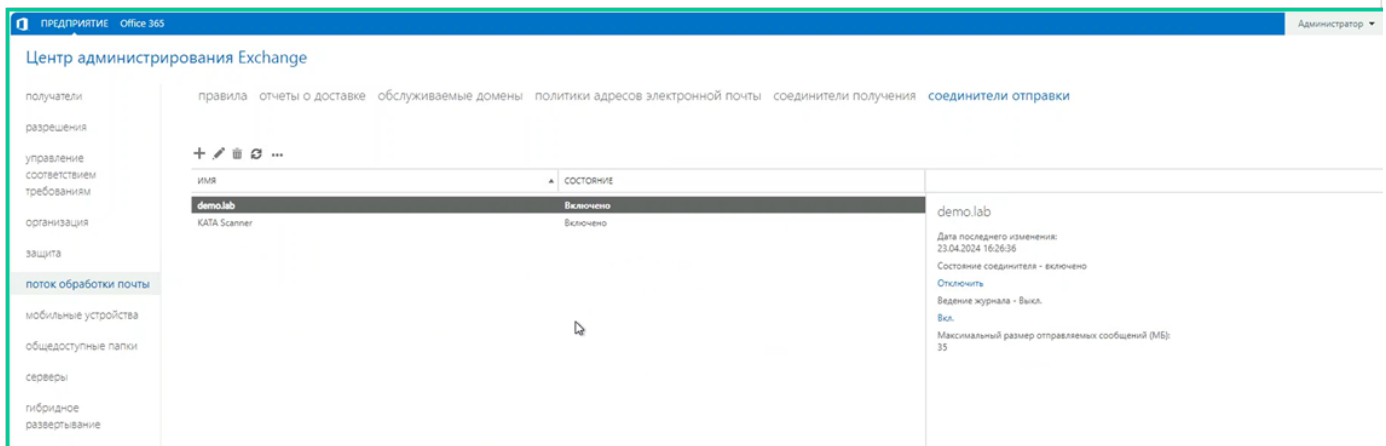 ПРЕДПРИЯТИЕ Office 365
Администратор
Центр администрирования Exchange
получатели
разрешения
управление
соответствием
требованиям
организация
защита
поток обработки почты
мобильные устройства
общедоступные папки
серверы
гибридное
развертывание
правила отчеты о доставке обслуживаемые домены политики адресов электронной почты соединители получения соединители отправки
ИМЯ СОСТОЯНИЕ
demo.lab Включено
KATA Scanner Включено
demo.lab
Дата последнего изменения:
23.04.2024 16:26:36
Состояние соединителя - включено
Отключить
Ведение журнала - Выкл.
Вкл.
Максимальный размер отправляемых сообщений (МБ):
35